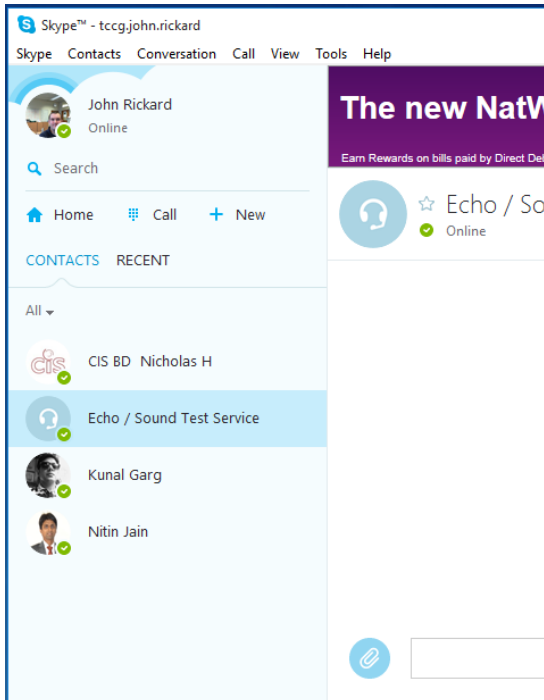 Skype™ - tccg.john.rickard
Skype Contacts Conversation Call View Tools Help
John Rickard
Online
Search
Home Call New
CONTACTS RECENT
All
cis CIS BD Nicholas H
Echo / Sound Test Service
Kunal Garg
Nitin Jain
The new NatW
Earn Rewards on bills paid by Direct Del
Echo / So
Online